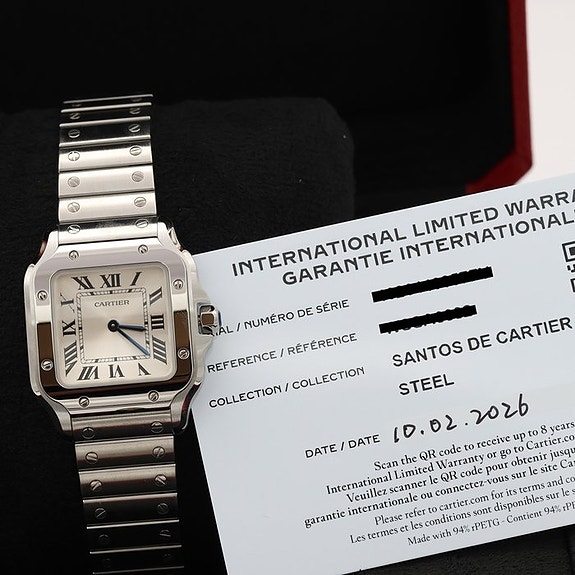 XII
CARTIER
INTERNATIONAL LIMITED WARRA
GARANTIE INTERNATIONAL
AL / NUMÉRO DE SÉRIE
REFERENCE / RÉFÉRENCE
COLLECTION / COLLECTION
SANTOS DE CARTIER
STEEL
DATE / DATE 10.02.2026
Scan the QR code to receive up to 8 years
International Limited Warranty or go to Cartier.co
Veuillez scanner le QR code pour obtenir jusqu
garantie internationale ou connectez-vous sur le site Ca
Please refer to cartier.com for its terms and co
Les termes et les conditions sont disponibles sur le s
Made with 94% rPETG - Contient 94% rP